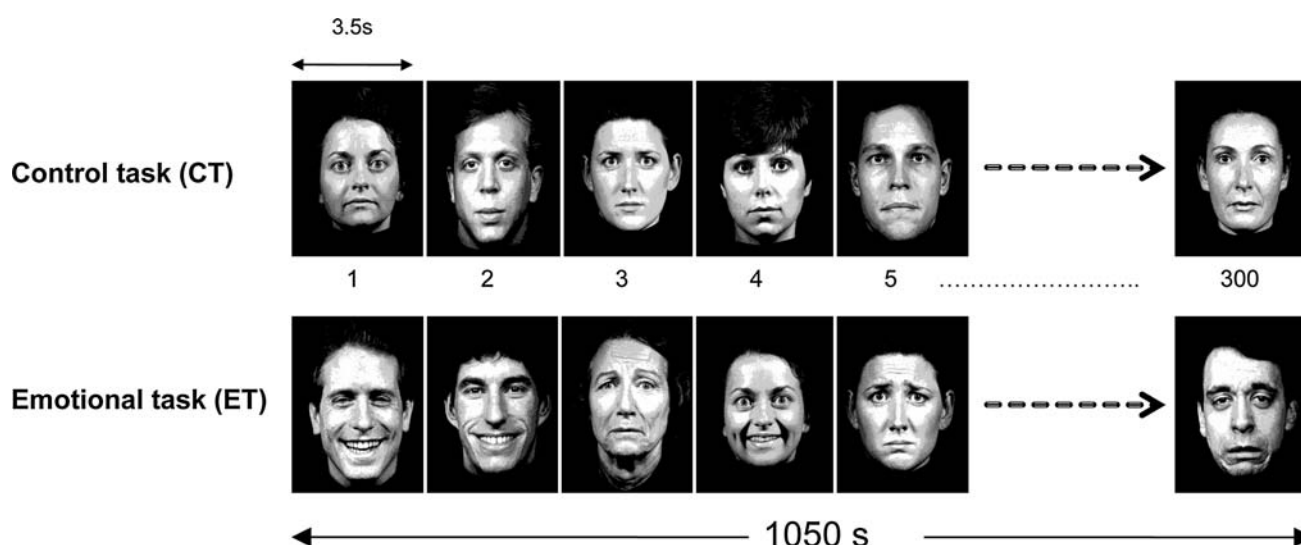 3.5s
Control task (CT)
1 2 3 4 5 ........................ 300
Emotional task (ET)
1050 s